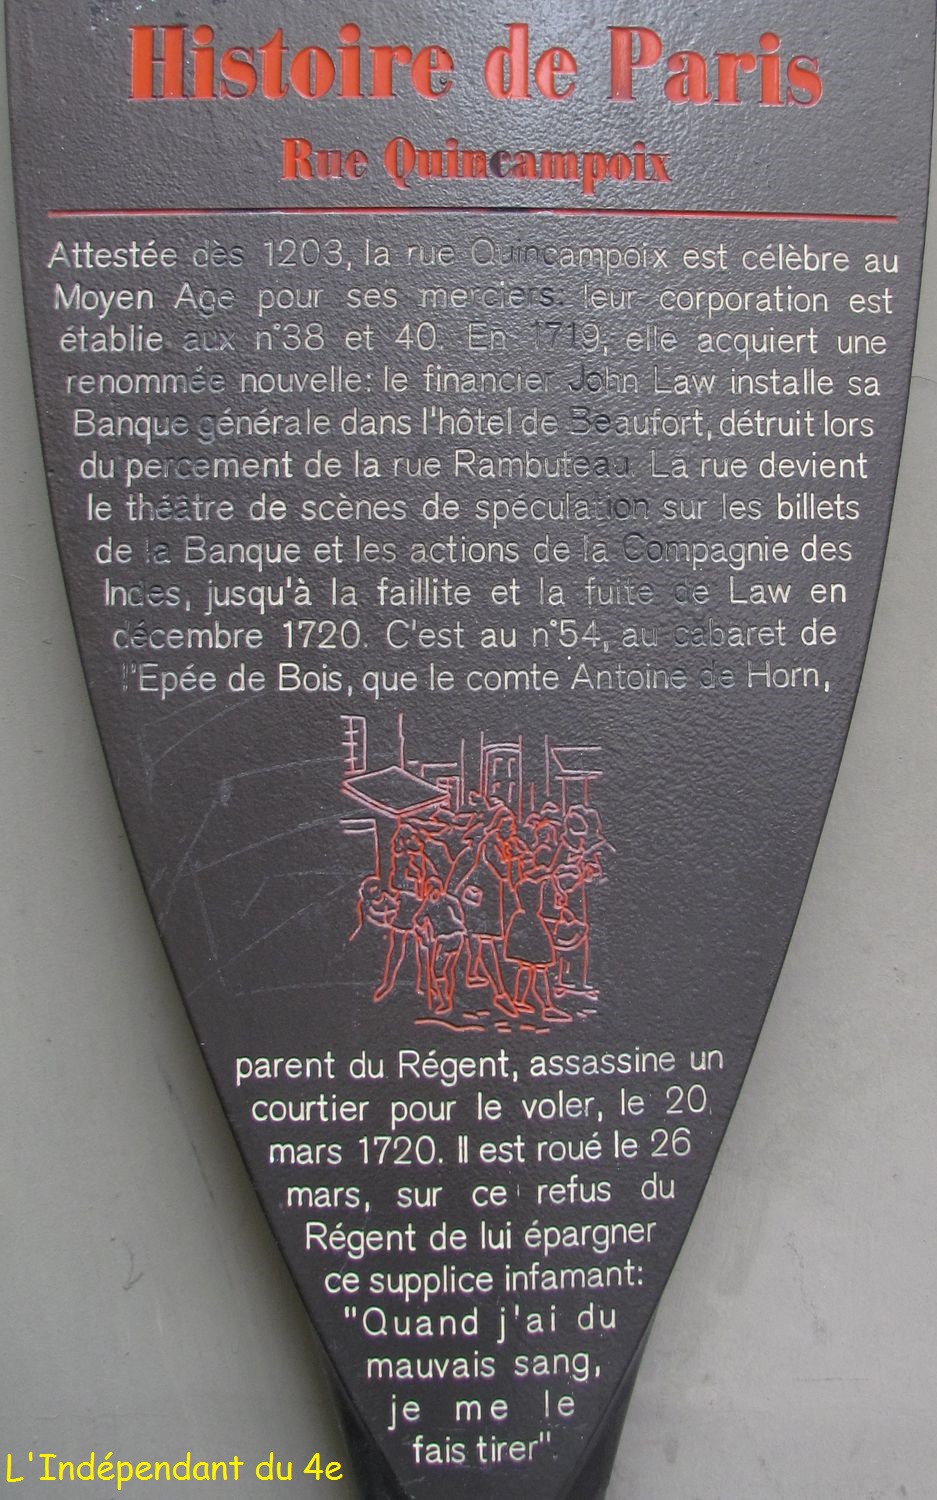 Histoire de Paris
Rue Quincampoix
Attestée dès 1203, la rue Quincampoix est célèbre au
Moyen Age pour ses merciers: leur corporation est
établie aux n°38 et 40. En 1719, elle acquiert une
renommée nouvelle: le financier John Law installe sa
Banque générale dans l'hôtel de Beaufort, détruit lors
du percement de la rue Rambuteau. La rue devient
le théâtre de scènes de spéculation sur les billets
de la Banque et les actions de la Compagnie des
Indes, jusqu'à la faillite et la fuite de Law en
décembre 1720. C'est au n°54, au cabaret de
l'Epée de Bois, que le comte Antoine de Horn,
parent du Régent, assassine un
courtier pour le voler, le 20
mars 1720. Il est roué le 26
mars, sur ce refus du
Régent de lui épargner
ce supplice infamant:
"Quand j'ai du
mauvais sang,
je me le
fais tirer".
L'Indépendant du 4e